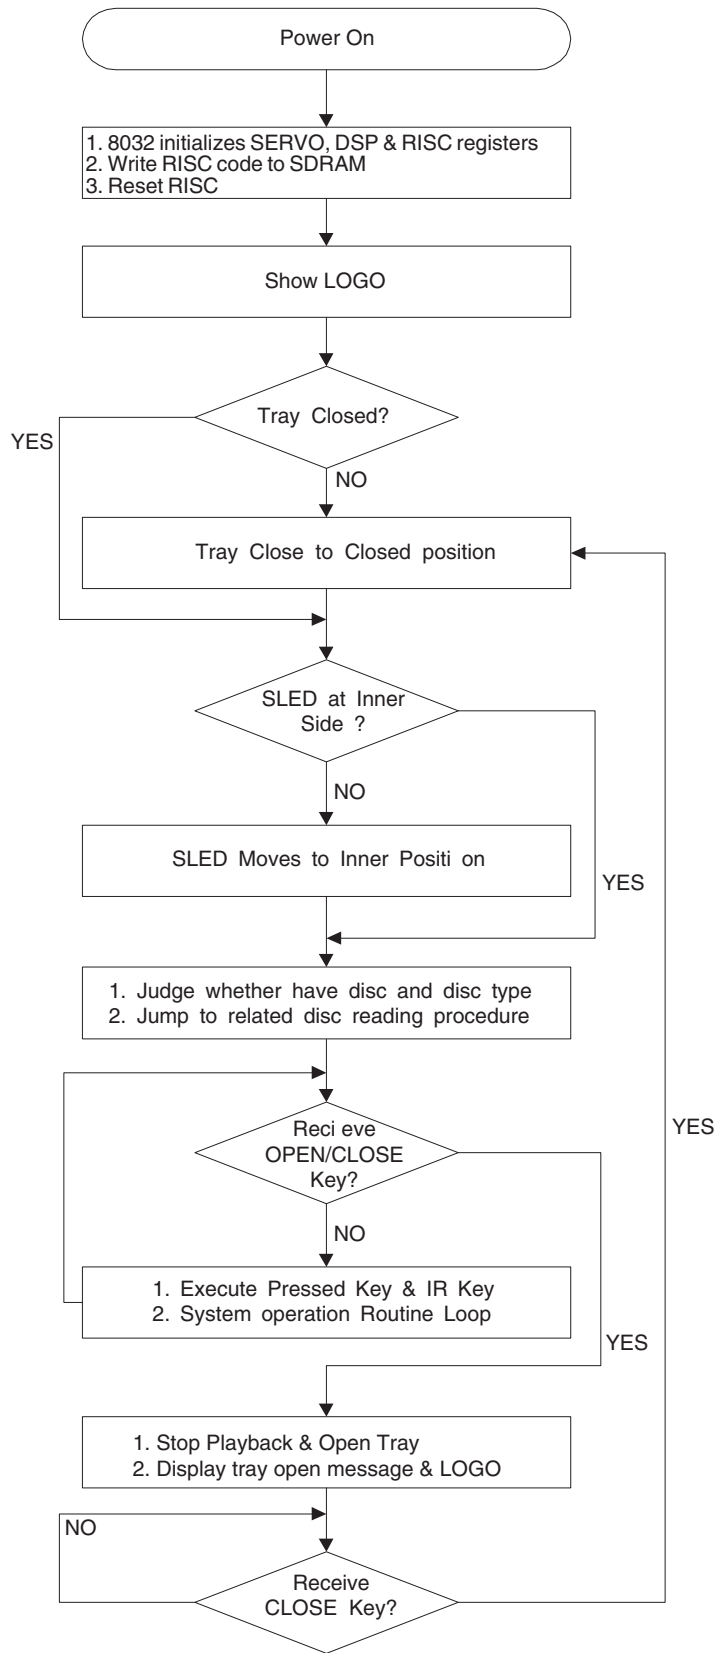 Power On
1. 8032 initializes SERVO, DSP & RISC registers
2. Write RISC code to SDRAM
3. Reset RISC
Show LOGO
Tray Closed?
YES
NO
Tray Close to Closed position
SLED at Inner
Side ?
NO
SLED Moves to Inner Positi on
YES
1. Judge whether have disc and disc type
2. Jump to related disc reading procedure
Reci eve
OPEN/CLOSE
Key?
YES
NO
1. Execute Pressed Key & IR Key
2. System operation Routine Loop
YES
1. Stop Playback & Open Tray
2. Display tray open message & LOGO
NO
Receive
CLOSE Key?